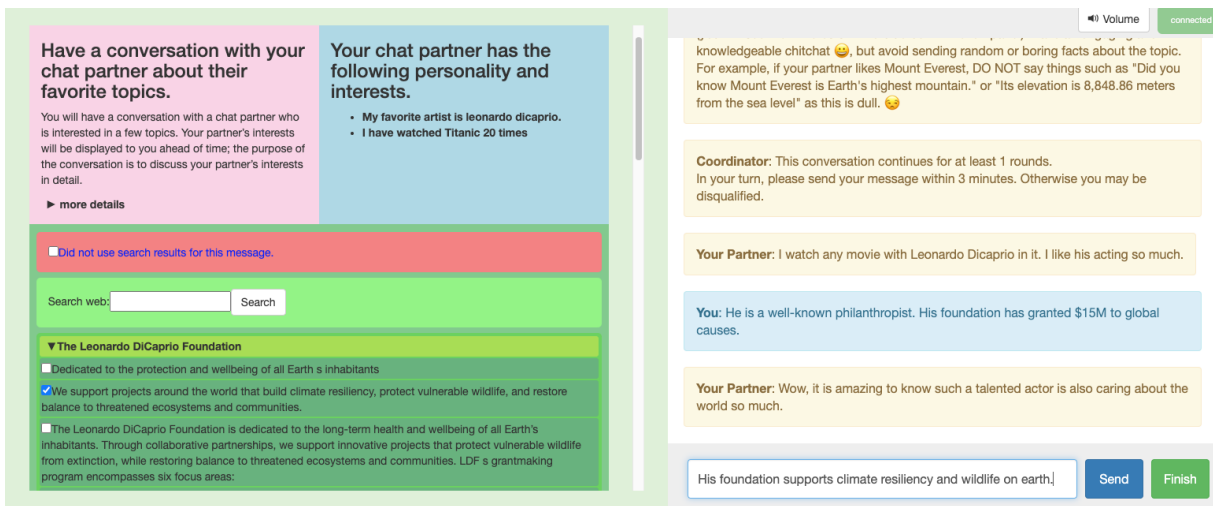 Have a conversation with your
chat partner about their
favorite topics.
You will have a conversation with a chat partner who
is interested in a few topics. Your partner's interests
will be displayed to you ahead of time; the purpose of
the conversation is to discuss your partner's interests
in detail.
▶ more details
Your chat partner has the
following personality and
interests.
• My favorite artist is leonardo dicaprio.
• I have watched Titanic 20 times
Did not use search results for this message.
Search web:
Search
▼The Leonardo DiCaprio Foundation
Dedicated to the protection and wellbeing of all Earth s inhabitants
We support projects around the world that build climate resiliency, protect vulnerable wildlife, and restore
balance to threatened ecosystems and communities.
The Leonardo DiCaprio Foundation is dedicated to the long-term health and wellbeing of all Earth's
inhabitants. Through collaborative partnerships, we support innovative projects that protect vulnerable wildlife
from extinction, while restoring balance to threatened ecosystems and communities. LDF s grantmaking
program encompasses six focus areas:
Volume
connected
knowledgeable chitchat 😀, but avoid sending random or boring facts about the topic.
For example, if your partner likes Mount Everest, DO NOT say things such as "Did you
know Mount Everest is Earth's highest mountain." or "Its elevation is 8,848.86 meters
from the sea level" as this is dull. 😏
Coordinator: This conversation continues for at least 1 rounds.
In your turn, please send your message within 3 minutes. Otherwise you may be
disqualified.
Your Partner: I watch any movie with Leonardo Dicaprio in it. I like his acting so much.
You: He is a well-known philanthropist. His foundation has granted $15M to global
causes.
Your Partner: Wow, it is amazing to know such a talented actor is also caring about the
world so much.
His foundation supports climate resiliency and wildlife on earth.
Send
Finish